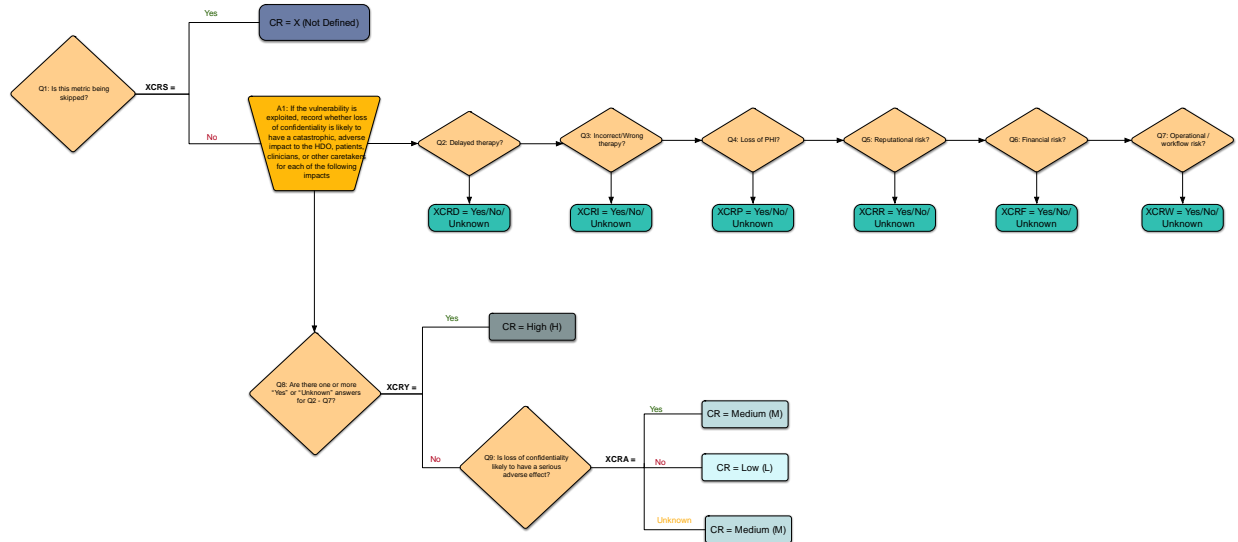 Yes
CR = X (Not Defined)
Q1: Is this metric being
skipped?
XCRS =
No
A1: If the vulnerability is
exploited, record whether loss
of confidentiality is likely to
have a catastrophic, adverse
impact to the HDO, patients,
clinicians, or other caretakers
for each of the following
impacts
Q2: Delayed therapy?
Q3: Incorrect/Wrong
therapy?
Q4: Loss of PHI?
Q5: Reputational risk?
Q6: Financial risk?
Q7: Operational /
workflow risk?
XCRD = Yes/No/
Unknown
XCRI = Yes/No/
Unknown
XCRP = Yes/No/
Unknown
XCRR = Yes/No/
Unknown
XCRF = Yes/No/
Unknown
XCRW = Yes/No/
Unknown
Yes
CR = High (H)
Q8: Are there one or more
“Yes” or “Unknown” answers
for Q2 - Q7?
XCRY =
No
Q9: Is loss of confidentiality
likely to have a serious
adverse effect?
XCRA =
Yes
CR = Medium (M)
No
CR = Low (L)
Unknown
CR = Medium (M)